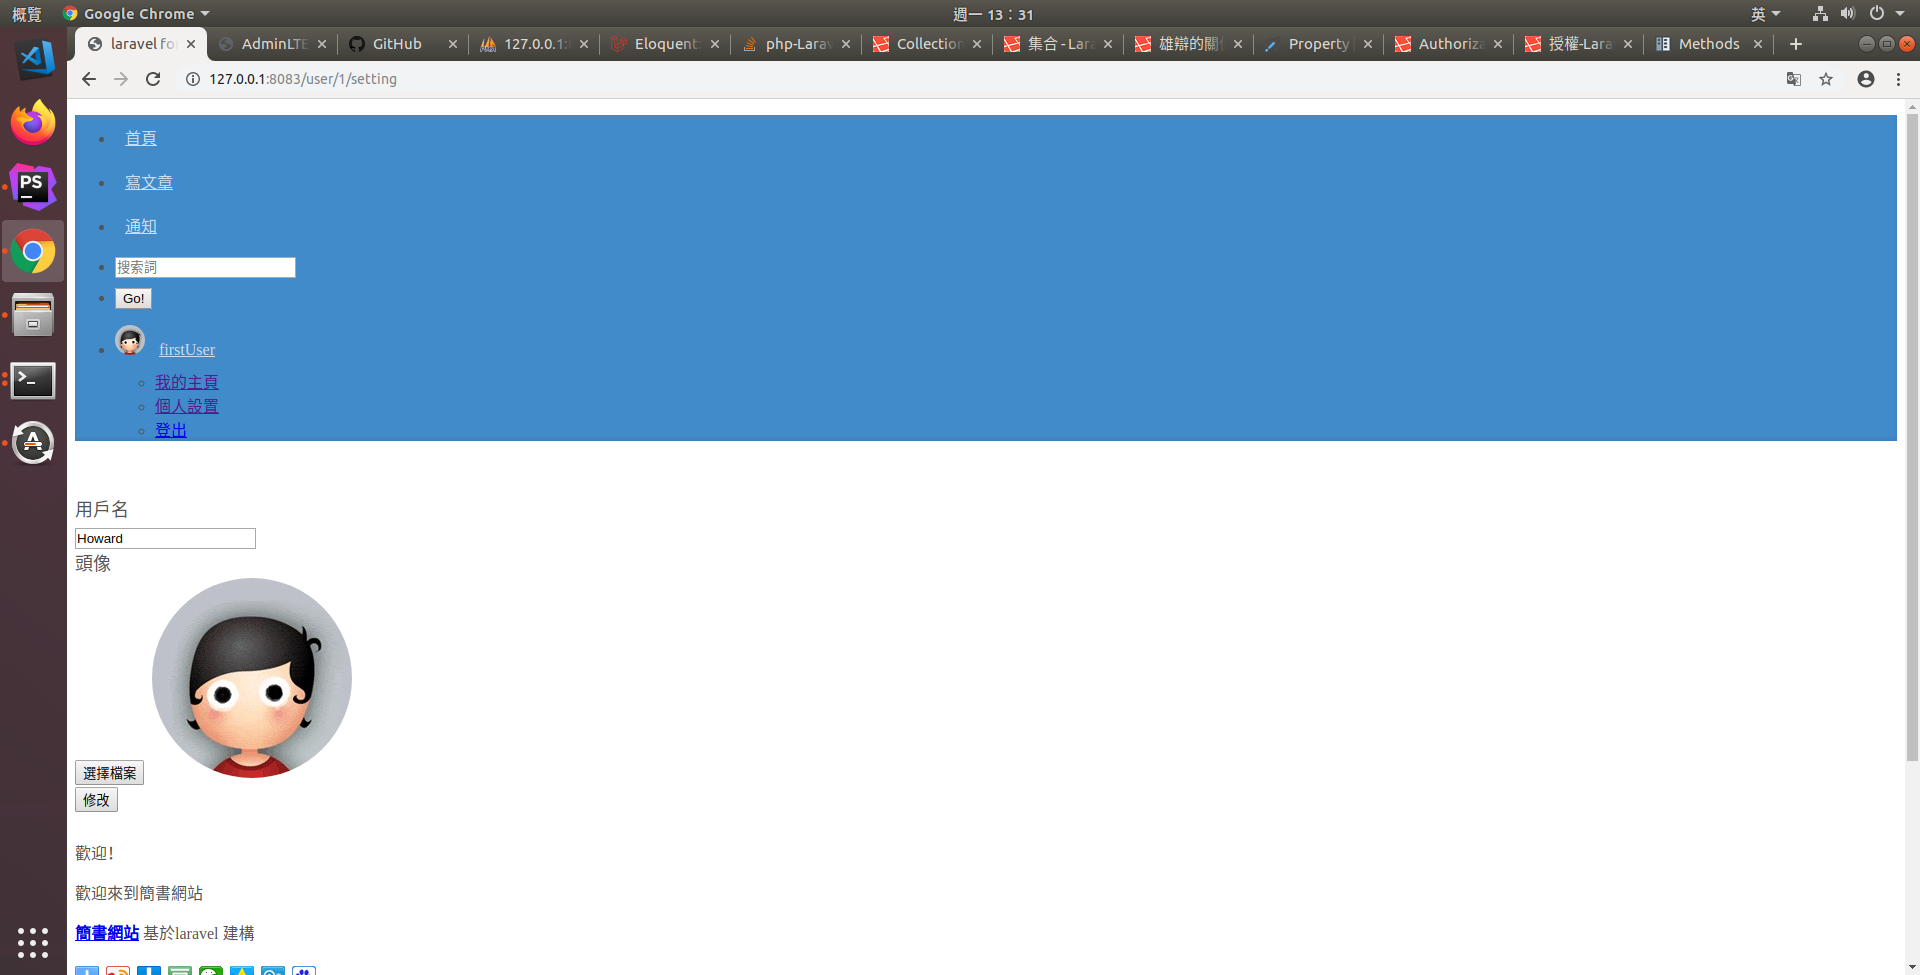 概覽 Google Chrome 週一 13：31 英
laravel fo AdminLTE GitHub 127.0.0.1: Eloquent: php-Larav Collection 集合 - Lara 雄辯的關 Property Authoriza 授權-Lara Methods
127.0.0.1:8083/user/1/setting
首頁
寫文章
通知
搜索詞
Go!
firstUser
我的主頁
個人設置
登出
PS
用戶名
Howard
頭像
選擇檔案
修改
歡迎！
歡迎來到簡書網站
簡書網站 基於laravel 建構